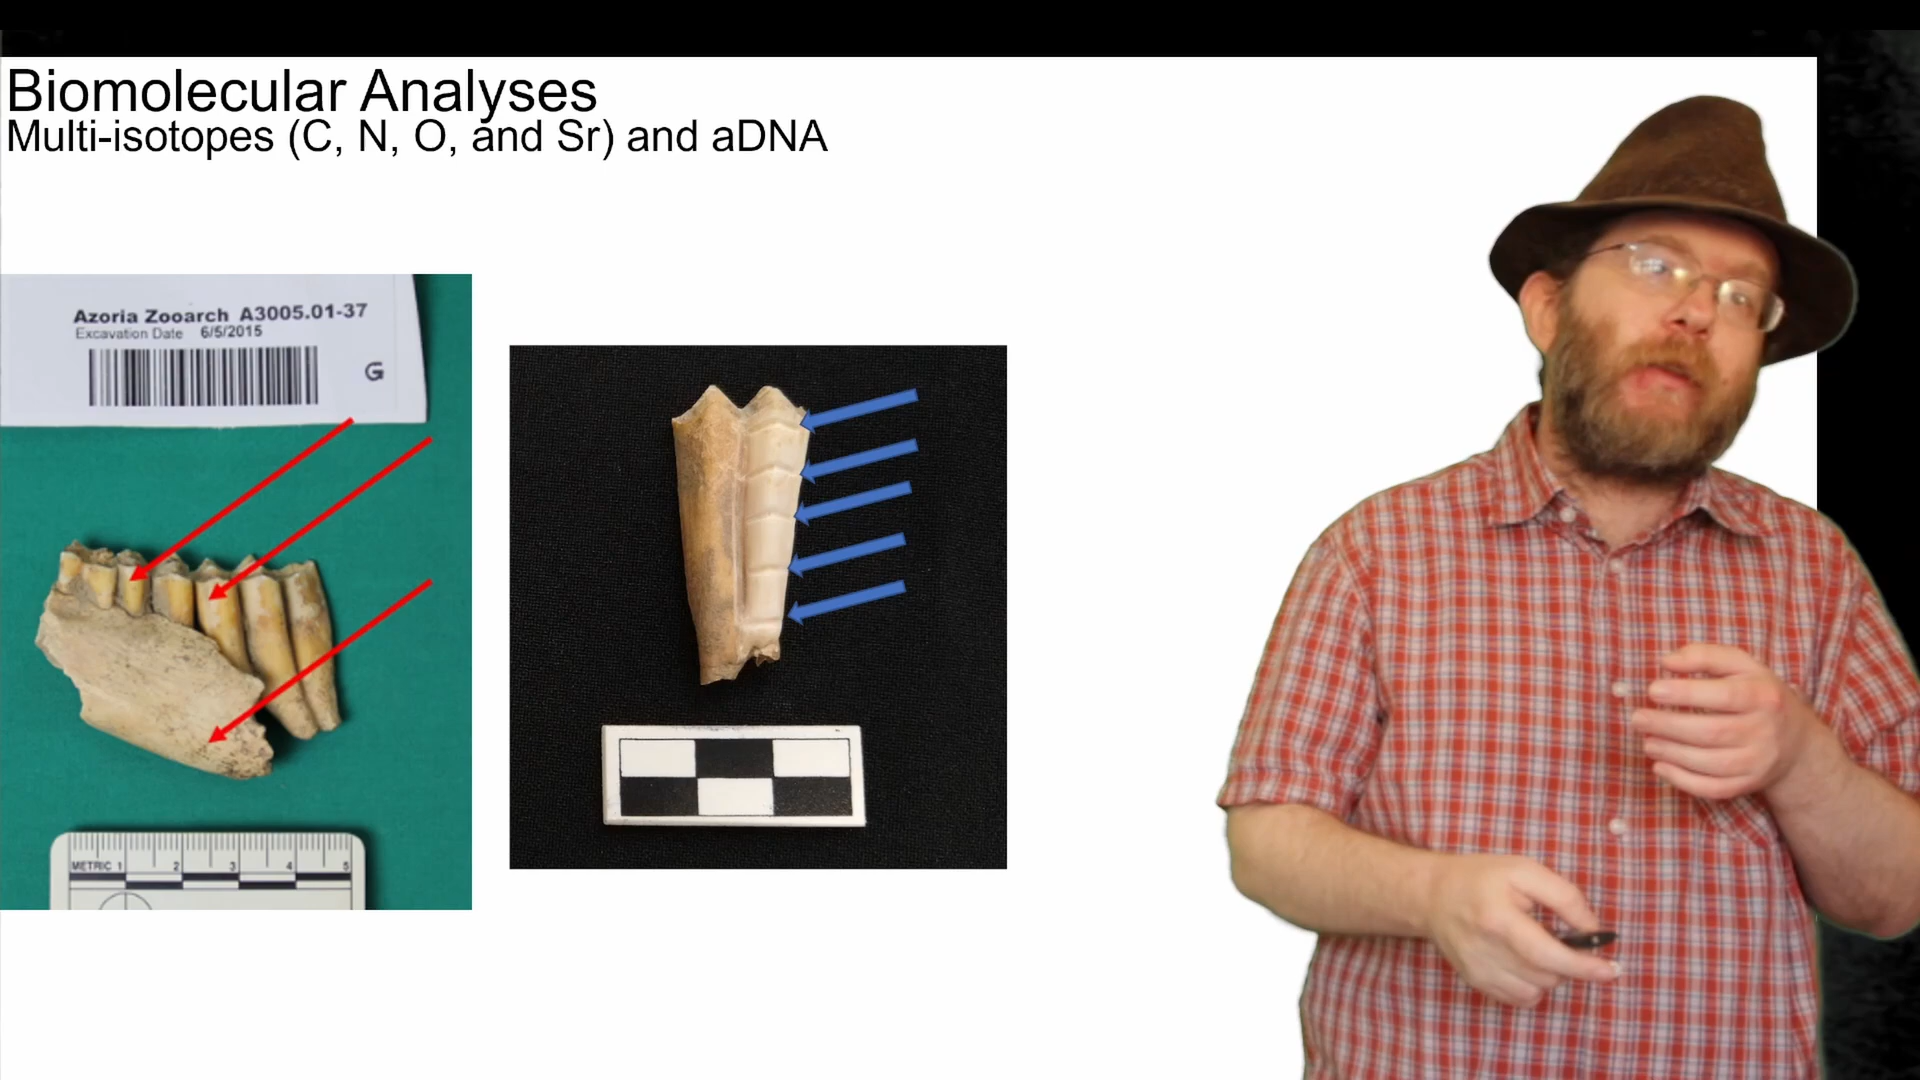 Biomolecular Analyses
Multi-isotopes (C, N, O, and Sr) and aDNA
Azoria Zooarch A3005.01-37
Excavation Date 6/5/2015
G
METRIC 1 2 3 4 5